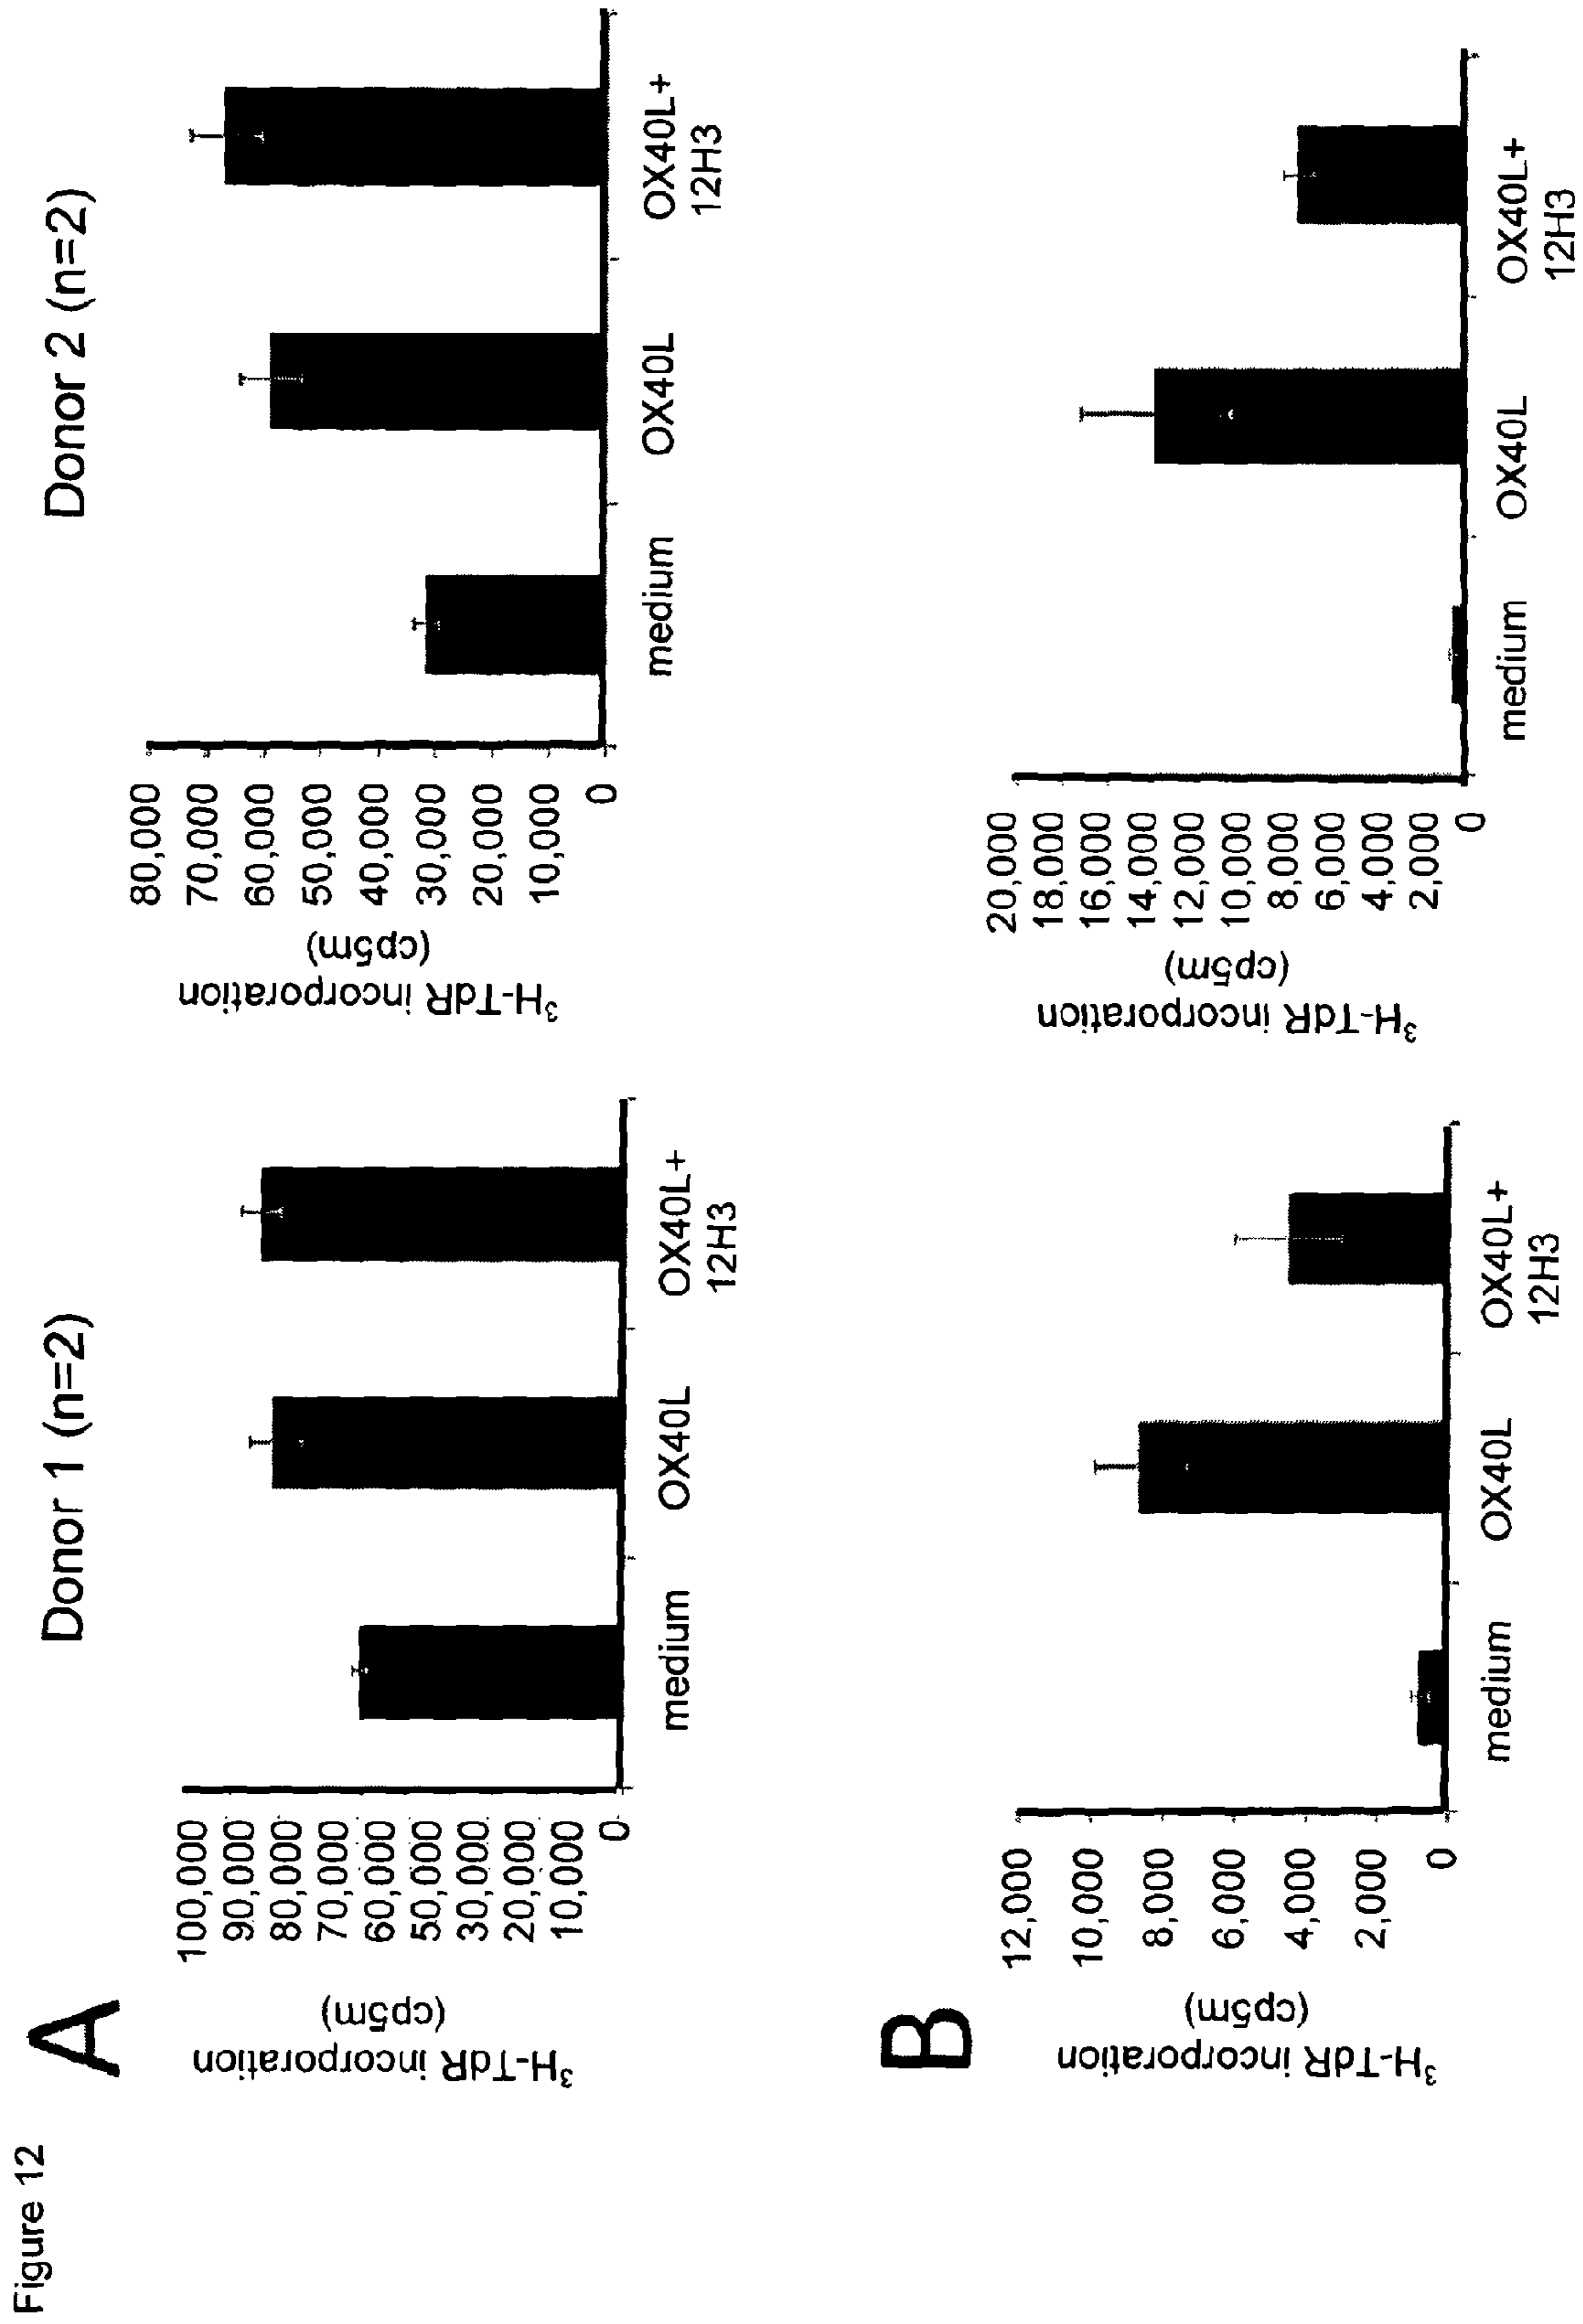 Figure 12
A
Donor 1 (n=2)
³H-TdR incorporation
(cp5m)
100,000
90,000
80,000
70,000
60,000
50,000
40,000
30,000
20,000
10,000
0
medium
OX40L
OX40L+
12H3
Donor 2 (n=2)
³H-TdR incorporation
(cp5m)
80,000
70,000
60,000
50,000
40,000
30,000
20,000
10,000
0
medium
OX40L
OX40L+
12H3
B
³H-TdR incorporation
(cp5m)
12,000
10,000
8,000
6,000
4,000
2,000
0
medium
OX40L
OX40L+
12H3
³H-TdR incorporation
(cp5m)
20,000
18,000
16,000
14,000
12,000
10,000
8,000
6,000
4,000
2,000
0
medium
OX40L
OX40L+
12H3